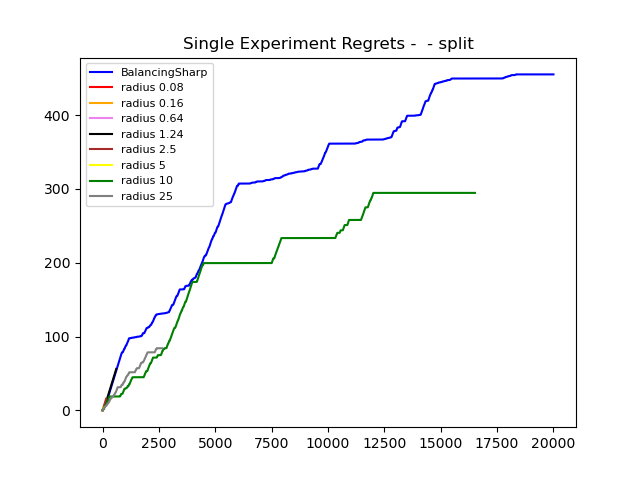 Single Experiment Regrets -  - split
BalancingSharp
radius 0.08
radius 0.16
radius 0.64
radius 1.24
radius 2.5
radius 5
radius 10
radius 25
400
300
200
100
0
0 2500 5000 7500 10000 12500 15000 17500 20000